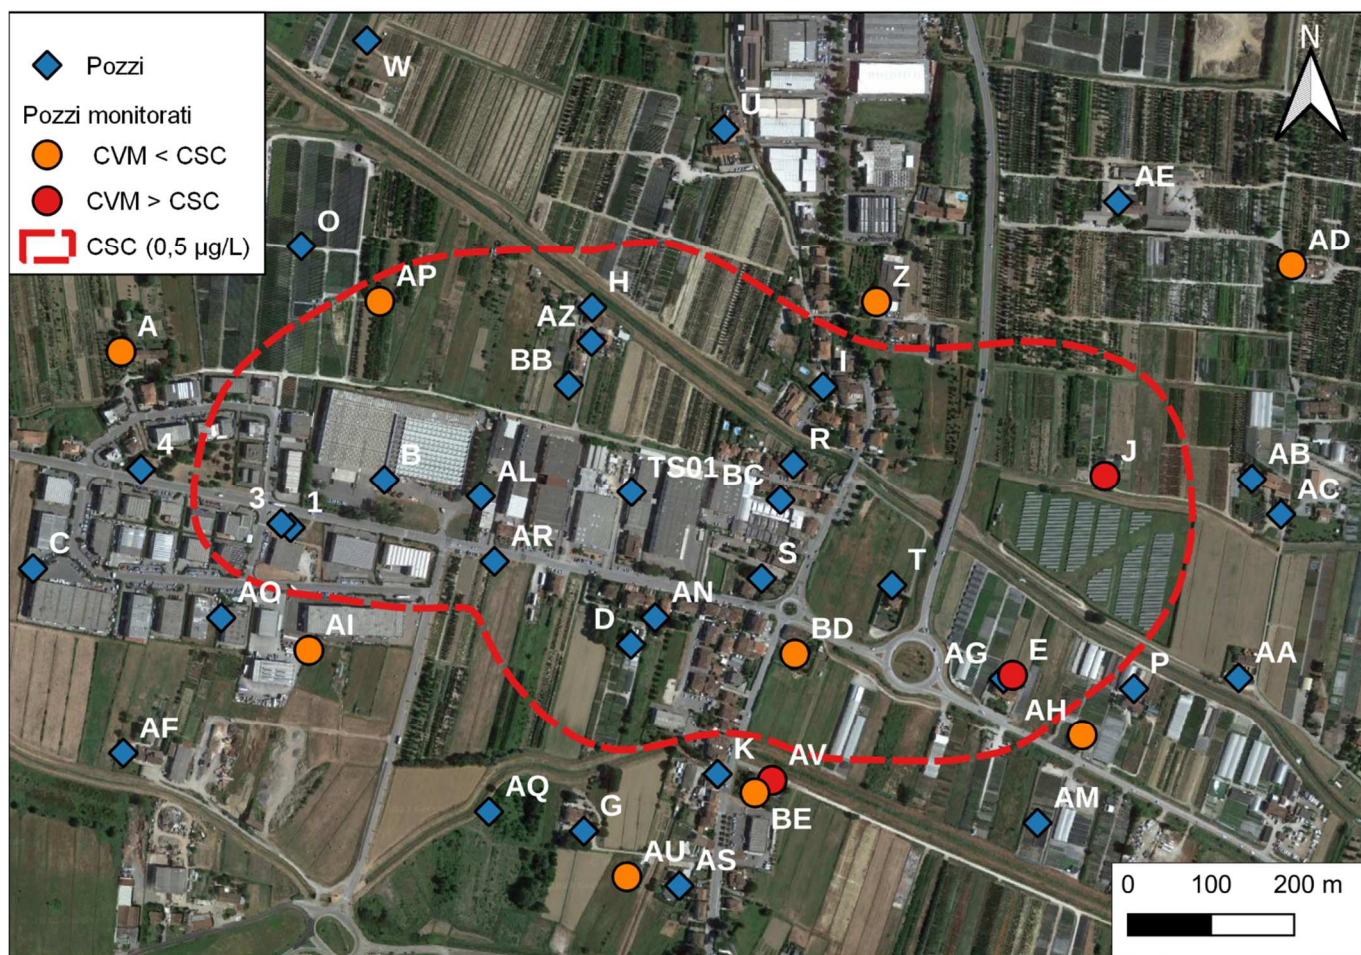 Pozzi
Pozzi monitorati
CVM < CSC
CVM > CSC
CSC (0,5 µg/L)
N
W
U
AE
O
AD
AP
H
Z
A
AZ
BB
I
4
B
AL
TS01
R
BC
J
AB
AC
3
1
C
AR
S
T
AO
AN
AI
D
BD
AG
E
P
AA
AH
AF
K
AV
AQ
G
BE
AM
AU
AS
0 100 200 m